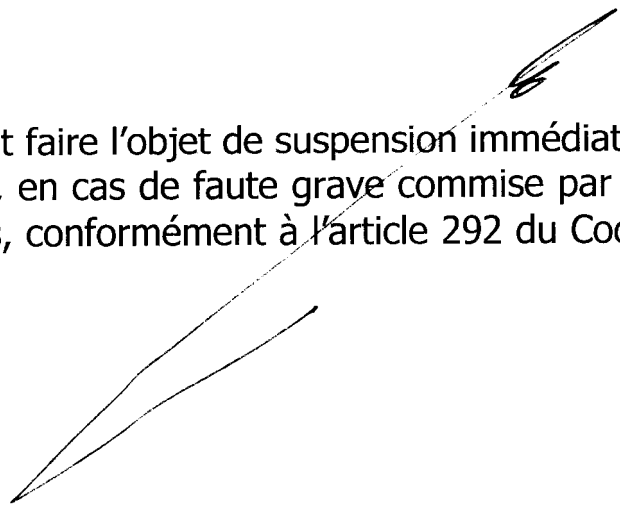 t faire l'objet de suspension immédiat
, en cas de faute grave commise par
s, conformément à l'article 292 du Coc